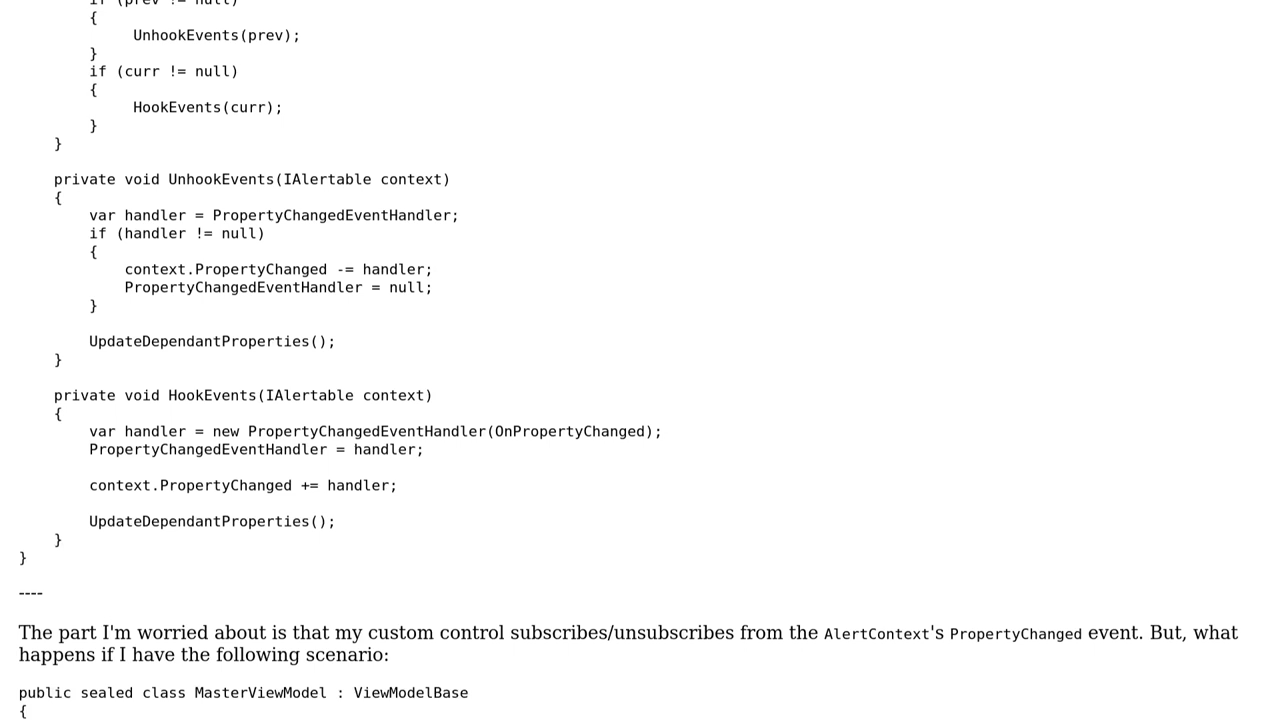 if (prev != null)
{
UnhookEvents(prev);
}
if (curr != null)
{
HookEvents(curr);
}
}
private void UnhookEvents(IAlertable context)
{
var handler = PropertyChangedEventHandler;
if (handler != null)
{
context.PropertyChanged -= handler;
PropertyChangedEventHandler = null;
}
UpdateDependantProperties();
}
private void HookEvents(IAlertable context)
{
var handler = new PropertyChangedEventHandler(OnPropertyChanged);
PropertyChangedEventHandler = handler;
context.PropertyChanged += handler;
UpdateDependantProperties();
}
}
----
The part I'm worried about is that my custom control subscribes/unsubscribes from the AlertContext's PropertyChanged event. But, what
happens if I have the following scenario:
public sealed class MasterViewModel : ViewModelBase
{